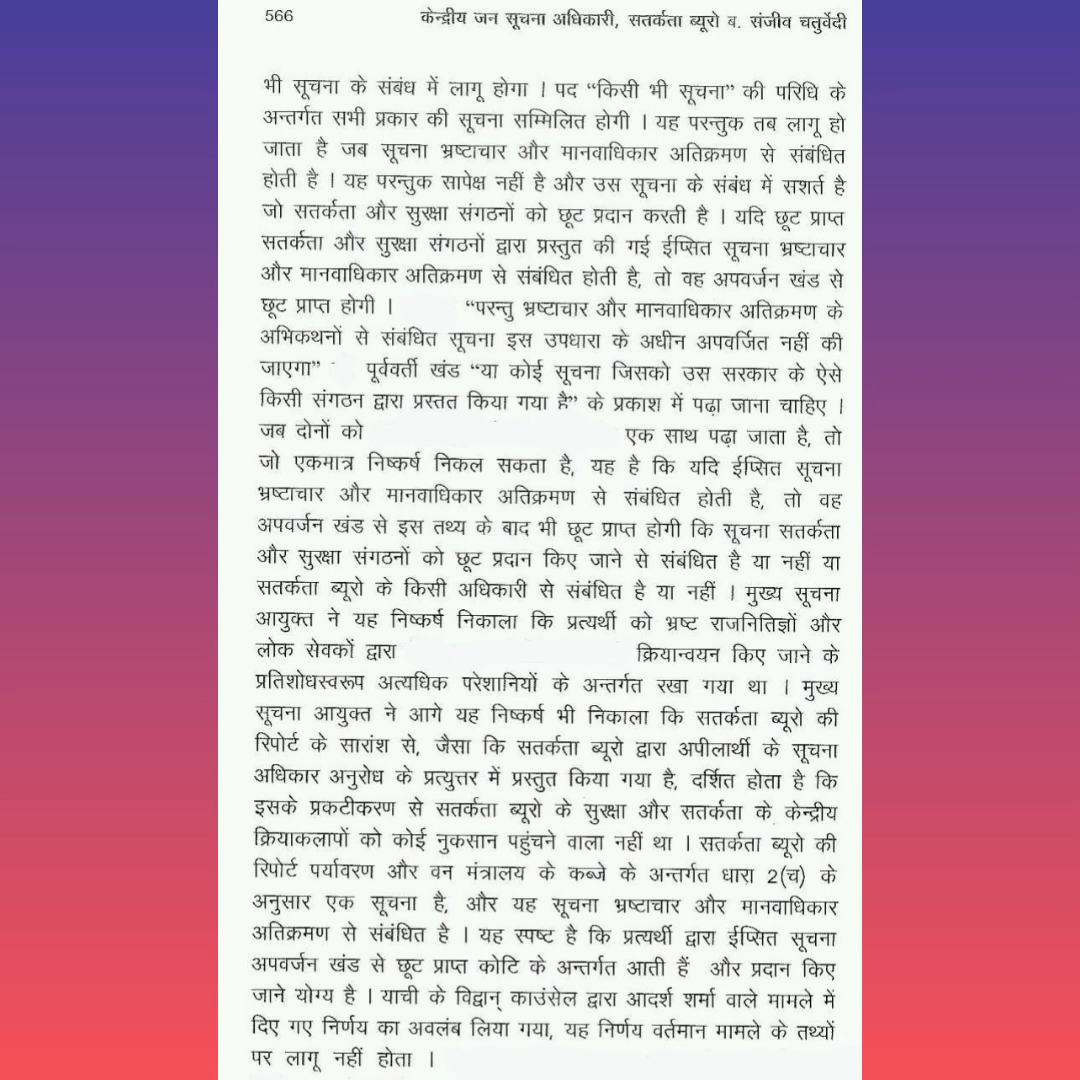 566 केन्द्रीय जन सूचना अधिकारी, सतर्कता ब्यूरो ब. संजीव चतुर्वेदी
भी सूचना के संबंध में लागू होगा । पद “किसी भी सूचना” की परिधि के
अन्तर्गत सभी प्रकार की सूचना सम्मिलित होगी । यह परन्तुक तब लागू हो
जाता है जब सूचना भ्रष्टाचार और मानवाधिकार अतिक्रमण से संबंधित
होती है । यह परन्तुक सापेक्ष नहीं है और उस सूचना के संबंध में सशर्त है
जो सतर्कता और सुरक्षा संगठनों को छूट प्रदान करती है । यदि छूट प्राप्त
सतर्कता और सुरक्षा संगठनों द्वारा प्रस्तुत की गई ईप्सित सूचना भ्रष्टाचार
और मानवाधिकार अतिक्रमण से संबंधित होती है, तो वह अपवर्जन खंड से
छूट प्राप्त होगी । “परन्तु भ्रष्टाचार और मानवाधिकार अतिक्रमण के
अभिकथनों से संबंधित सूचना इस उपधारा के अधीन अपवर्जित नहीं की
जाएगा” पूर्ववर्ती खंड “या कोई सूचना जिसको उस सरकार के ऐसे
किसी संगठन द्वारा प्रस्तत किया गया है” के प्रकाश में पढ़ा जाना चाहिए ।
जब दोनों को एक साथ पढ़ा जाता है, तो
जो एकमात्र निष्कर्ष निकल सकता है, यह है कि यदि ईप्सित सूचना
भ्रष्टाचार और मानवाधिकार अतिक्रमण से संबंधित होती है, तो वह
अपवर्जन खंड से इस तथ्य के बाद भी छूट प्राप्त होगी कि सूचना सतर्कता
और सुरक्षा संगठनों को छूट प्रदान किए जाने से संबंधित है या नहीं या
सतर्कता ब्यूरो के किसी अधिकारी से संबंधित है या नहीं । मुख्य सूचना
आयुक्त ने यह निष्कर्ष निकाला कि प्रत्यर्थी को भ्रष्ट राजनितिज्ञों और
लोक सेवकों द्वारा क्रियान्वयन किए जाने के
प्रतिशोधस्वरूप अत्यधिक परेशानियों के अन्तर्गत रखा गया था । मुख्य
सूचना आयुक्त ने आगे यह निष्कर्ष भी निकाला कि सतर्कता ब्यूरो की
रिपोर्ट के सारांश से, जैसा कि सतर्कता ब्यूरो द्वारा अपीलार्थी के सूचना
अधिकार अनुरोध के प्रत्युत्तर में प्रस्तुत किया गया है, दर्शित होता है कि
इसके प्रकटीकरण से सतर्कता ब्यूरो के सुरक्षा और सतर्कता के केन्द्रीय
क्रियाकलापों को कोई नुकसान पहुंचने वाला नहीं था । सतर्कता ब्यूरो की
रिपोर्ट पर्यावरण और वन मंत्रालय के कब्जे के अन्तर्गत धारा 2(च) के
अनुसार एक सूचना है, और यह सूचना भ्रष्टाचार और मानवाधिकार
अतिक्रमण से संबंधित है । यह स्पष्ट है कि प्रत्यर्थी द्वारा ईप्सित सूचना
अपवर्जन खंड से छूट प्राप्त कोटि के अन्तर्गत आती हैं और प्रदान किए
जाने योग्य है । याची के विद्वान् काउंसेल द्वारा आदर्श शर्मा वाले मामले में
दिए गए निर्णय का अवलंब लिया गया, यह निर्णय वर्तमान मामले के तथ्यों
पर लागू नहीं होता ।